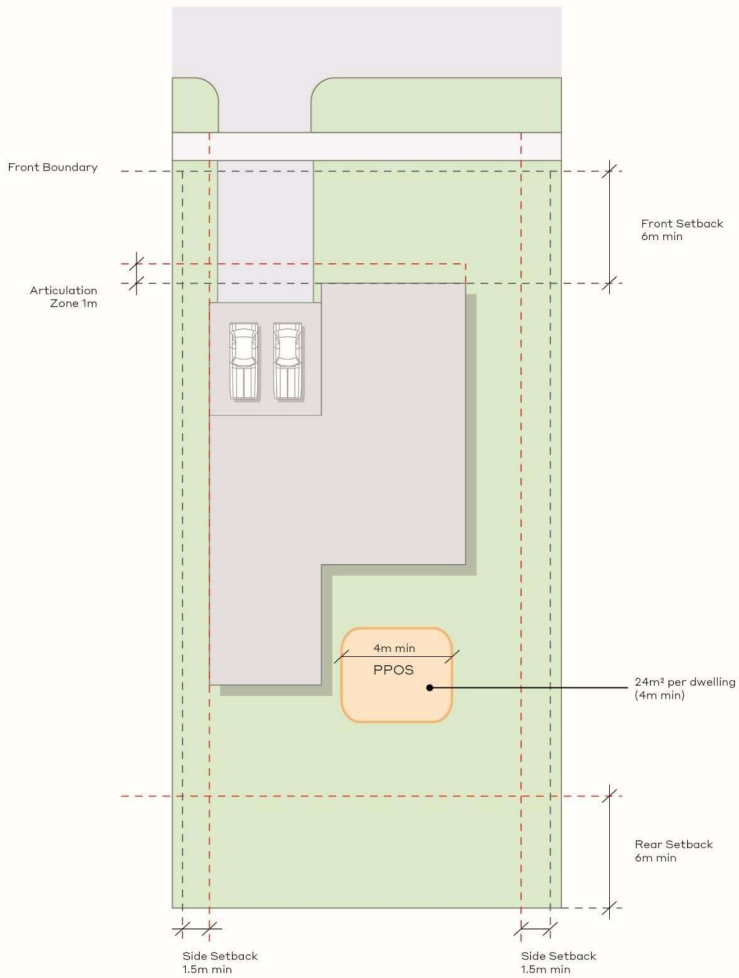 Front Boundary
Front Setback
6m min
Articulation
Zone 1m
4m min
PPOS
24m² per dwelling
(4m min)
Rear Setback
6m min
Side Setback
1.5m min
Side Setback
1.5m min